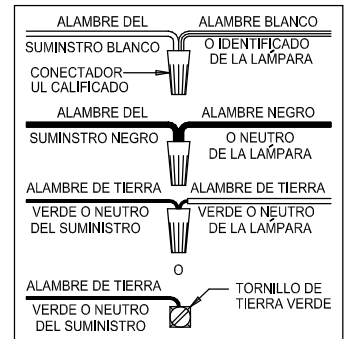 ALAMBRE DEL
SUMINSTRO BLANCO
ALAMBRE BLANCO
O IDENTIFICADO
DE LA LAMPARA
CONECTADOR
UL CALIFICADO
ALAMBRE DEL
SUMINSTRO NEGRO
ALAMBRE NEGRO
O NEUTRO
DE LA LAMPARA
ALAMBRE DE TIERRA
VERDE O NEUTRO
DEL SUMINISTRO
ALAMBRE DE TIERRA
VERDE O NEUTRO
DE LA LAMPARA
O
ALAMBRE DE TIERRA
VERDE O NEUTRO
DEL SUMINISTRO
TORNILLO DE
TIERRA VERDE